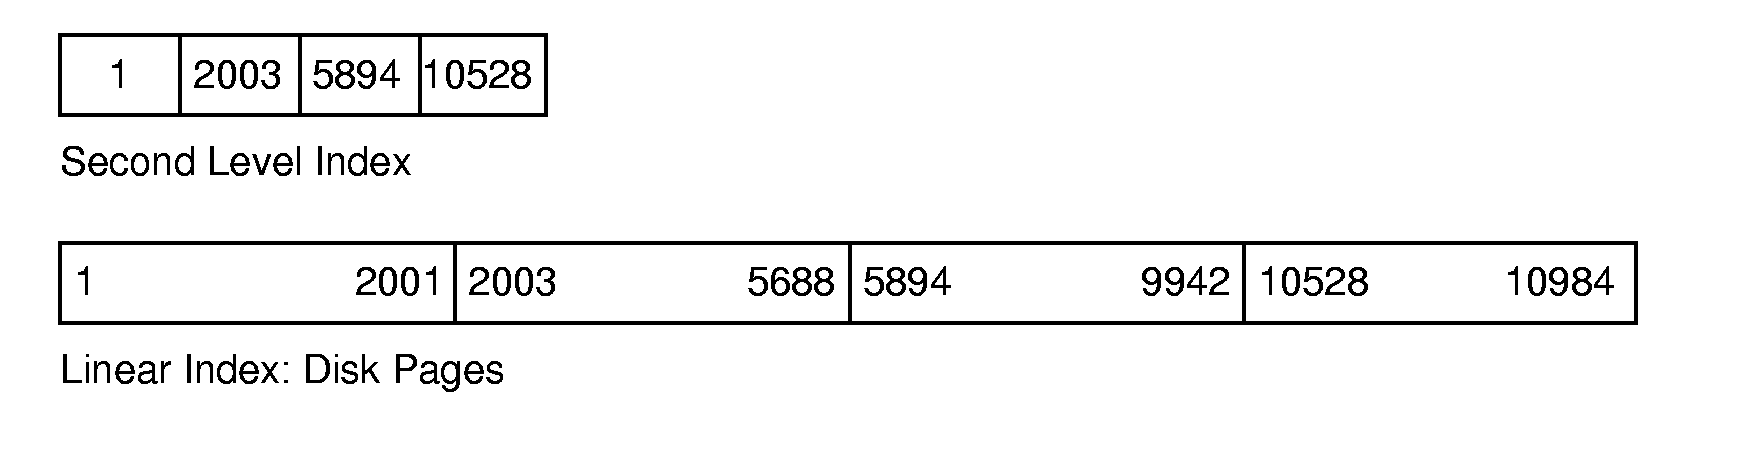 1 2003 5894 10528
Second Level Index
1 2001 2003 5688 5894 9942 10528 10984
Linear Index: Disk Pages